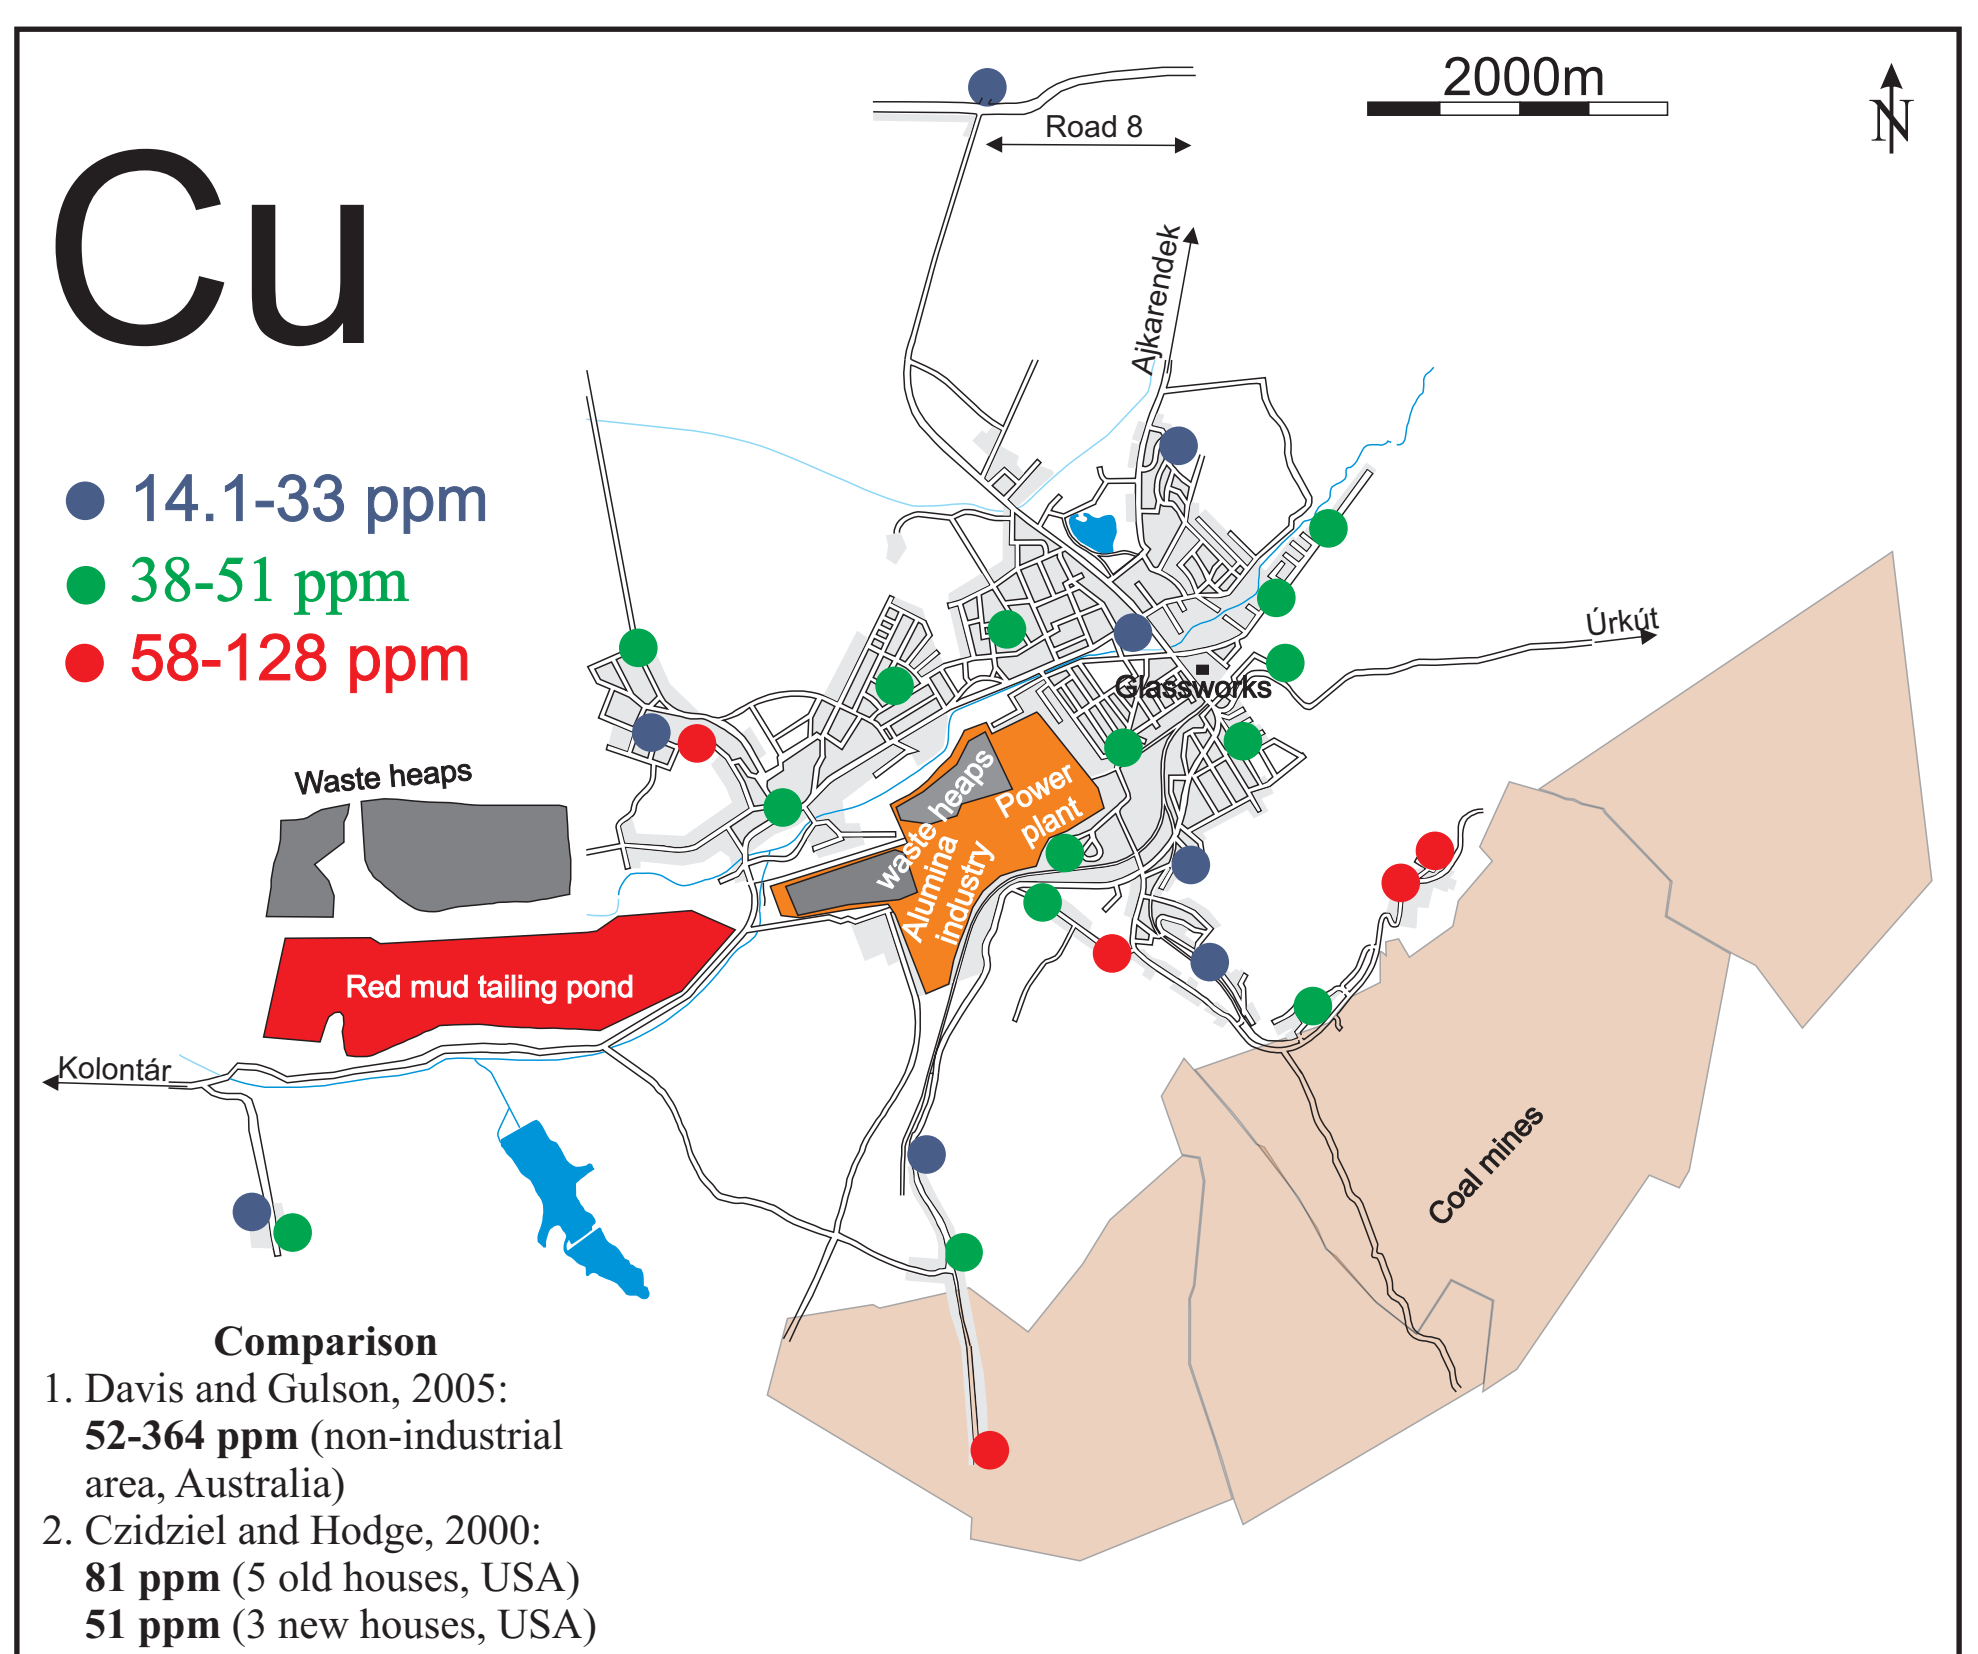 2000m
N
Road 8
Cu
Ajkarendek
14.1-33 ppm
38-51 ppm
58-128 ppm
Úrkút
Glassworks
Waste heaps
waste heaps
Power
plant
Alumina
industry
Red mud tailing pond
Kolontár
Coal mines
Comparison
1. Davis and Gulson, 2005:
52-364 ppm (non-industrial
area, Australia)
2. Czidziel and Hodge, 2000:
81 ppm (5 old houses, USA)
51 ppm (3 new houses, USA)